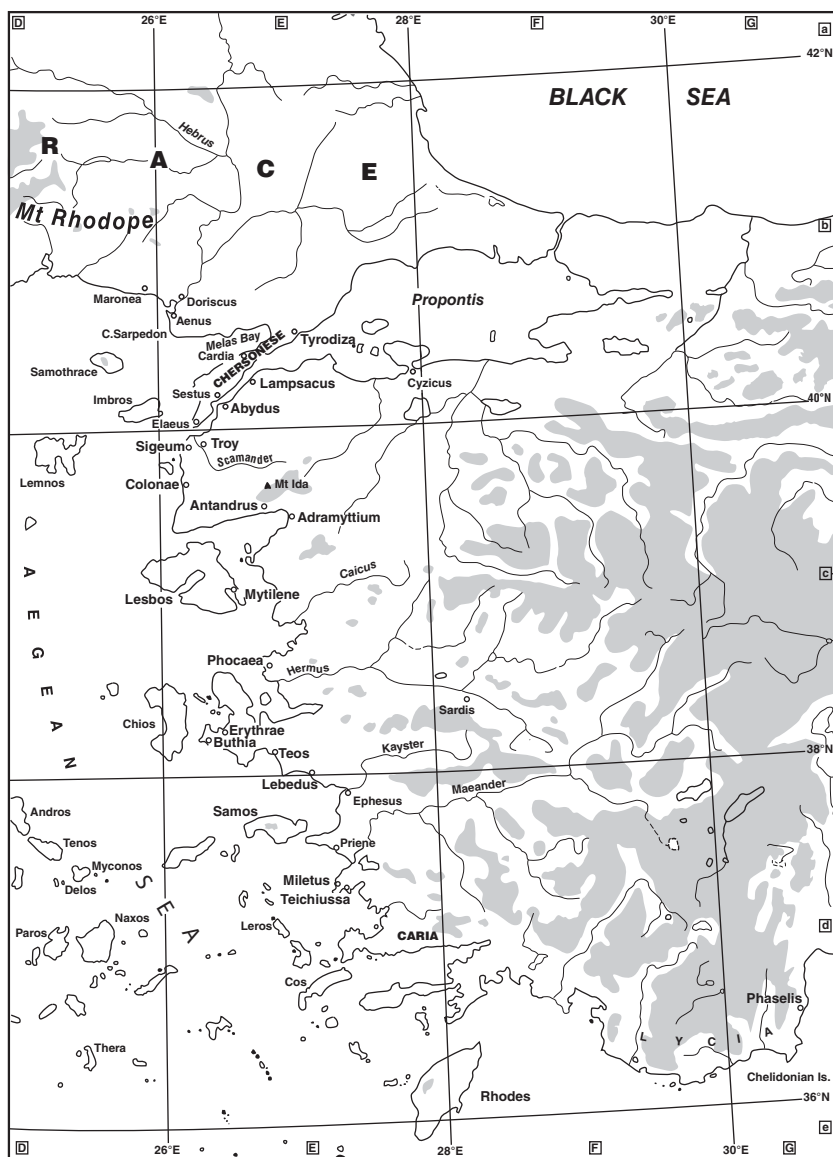 D 26°E E 28°E F 30°E G a
42°N
BLACK SEA
Hebrus
R A C E
Mt Rhodope
b
Maronea
Doriscus
Aenus
Propontis
C.Sarpedon
Melas Bay
Tyrodiza
Cardia
CHERSONESE
Samothrace
Lampsacus
Cyzicus
Sestus
Imbros
Abydus
40°N
Elaeus
Sigeum
Troy
Scamander
Lemnos
Colonae
Mt Ida
Antandrus
Adramyttium
Caicus
c
Lesbos
Mytilene
AEGEAN
Phocaea
Hermus
Sardis
Chios
Erythrae
Buthia
Teos
Kayster
38°N
Lebedus
Maeander
Ephesus
Andros
Samos
Tenos
Priene
Myconos
Delos
Miletus
Teichiussa
SEA
Naxos
Paros
Leros
CARIA
d
Cos
Phaselis
LYCIA
Thera
Chelidonian Is.
Rhodes
36°N
e
D 26°E E 28°E F 30°E G